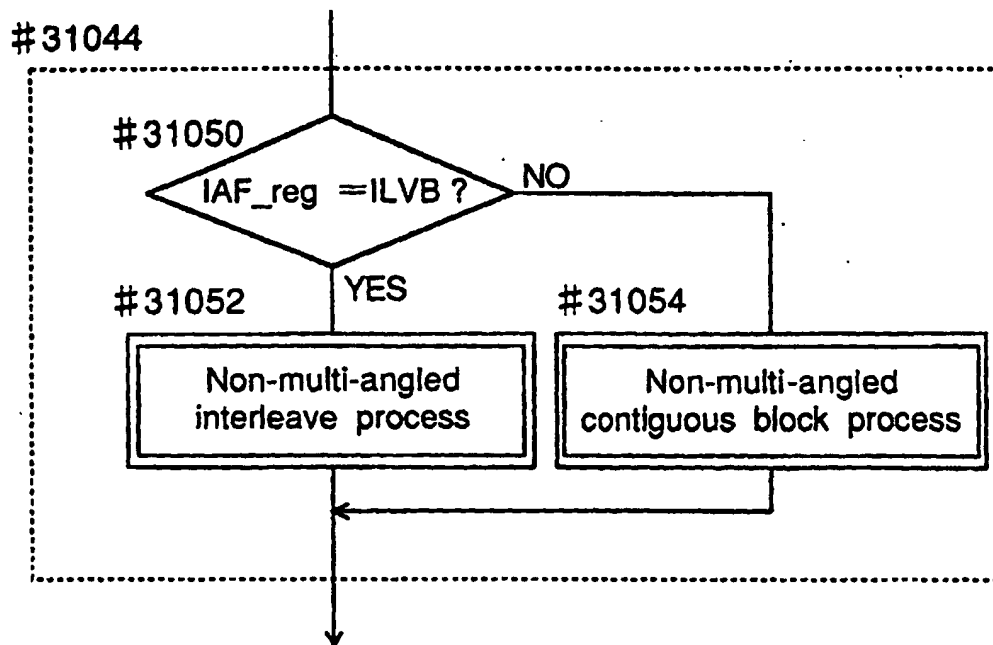 #31044
#31050
IAF_reg =ILVB ?
NO
YES
#31052
#31054
Non-multi-angled
interleave process
Non-multi-angled
contiguous block process